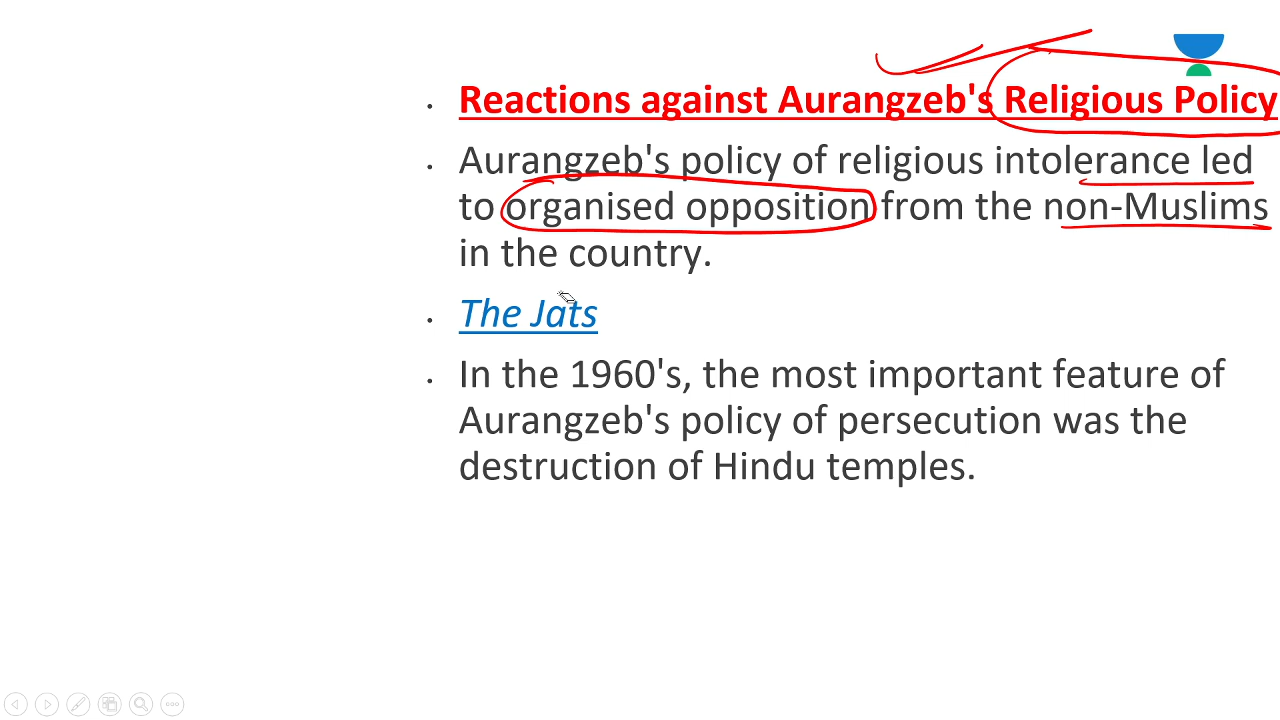 Reactions against Aurangzeb's Religious Policy
Aurangzeb's policy of religious intolerance led
to organised opposition from the non-Muslims
in the country.
The Jats
In the 1960's, the most important feature of
Aurangzeb's policy of persecution was the
destruction of Hindu temples.